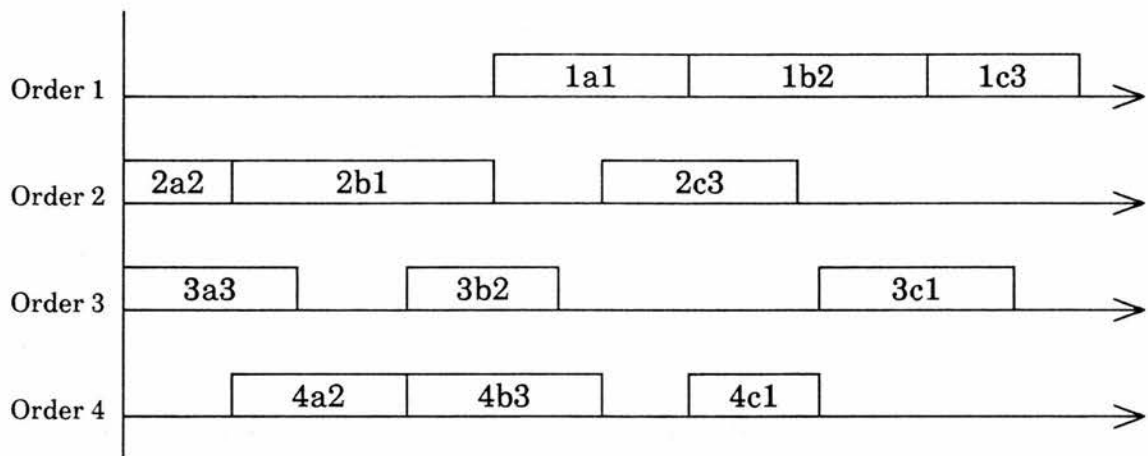 Order 1 1a1 1b2 1c3
Order 2 2a2 2b1 2c3
Order 3 3a3 3b2 3c1
Order 4 4a2 4b3 4c1